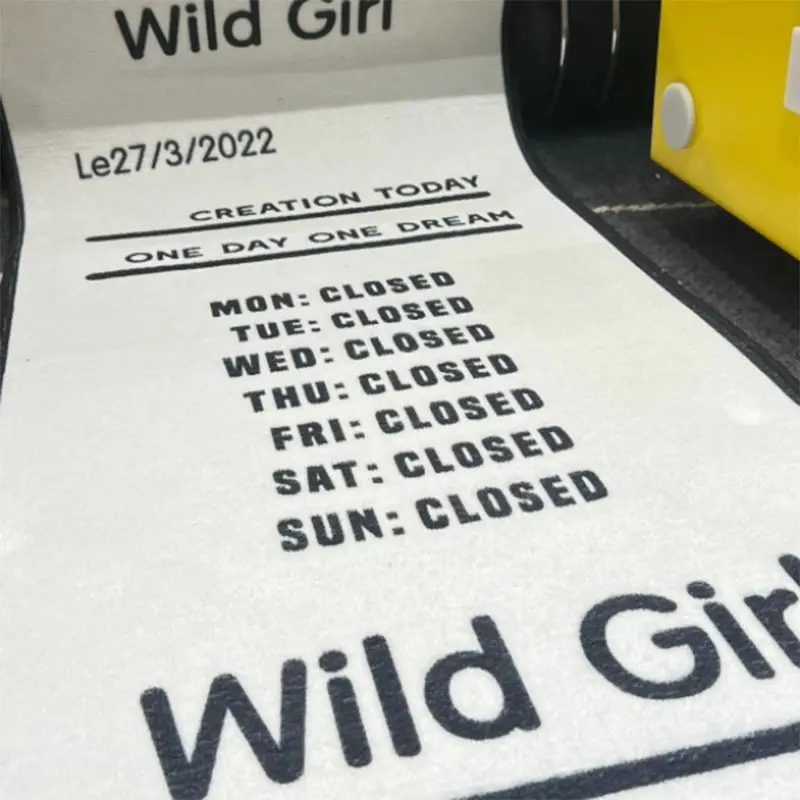 Wild Girl
Le27/3/2022
CREATION TODAY
ONE DAY ONE DREAM
MON: CLOSED
TUE: CLOSED
WED: CLOSED
THU: CLOSED
FRI: CLOSED
SAT: CLOSED
SUN: CLOSED
Wild Girl